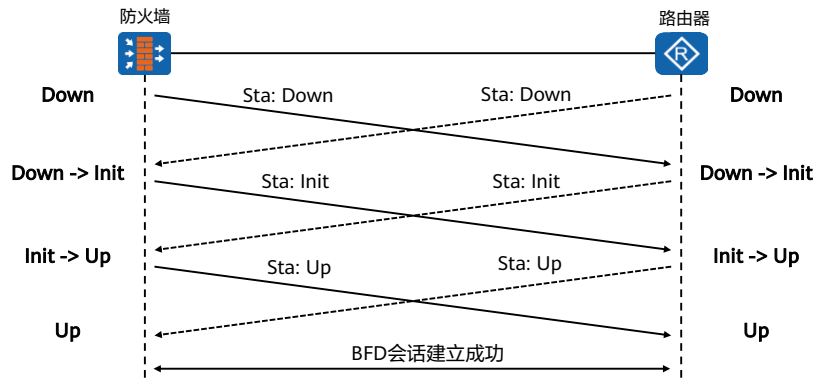 防火墙
路由器
R
Down
Sta: Down
Sta: Down
Down
Down -> Init
Sta: Init
Sta: Init
Down -> Init
Init -> Up
Sta: Up
Sta: Up
Init -> Up
Up
Up
BFD会话建立成功